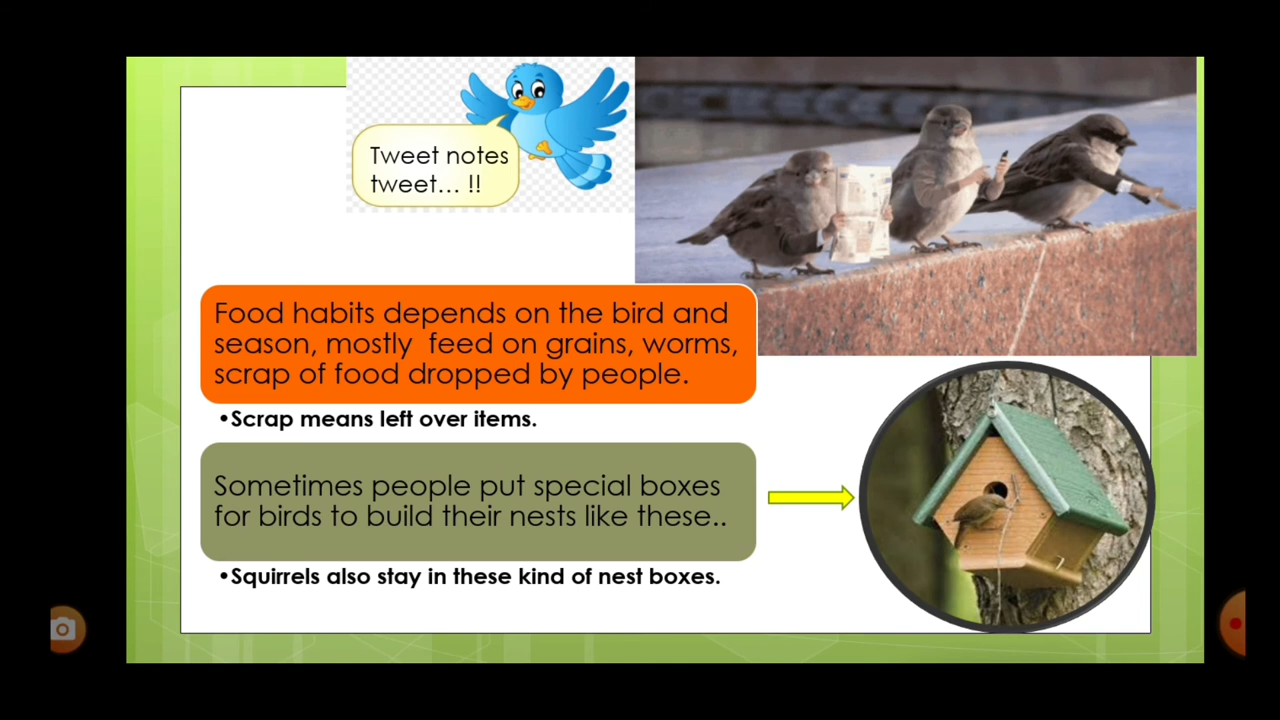 Tweet notes
tweet... !!
Food habits depends on the bird and
season, mostly  feed on grains, worms,
scrap of food dropped by people.
•Scrap means left over items.
Sometimes people put special boxes
for birds to build their nests like these..
•Squirrels also stay in these kind of nest boxes.